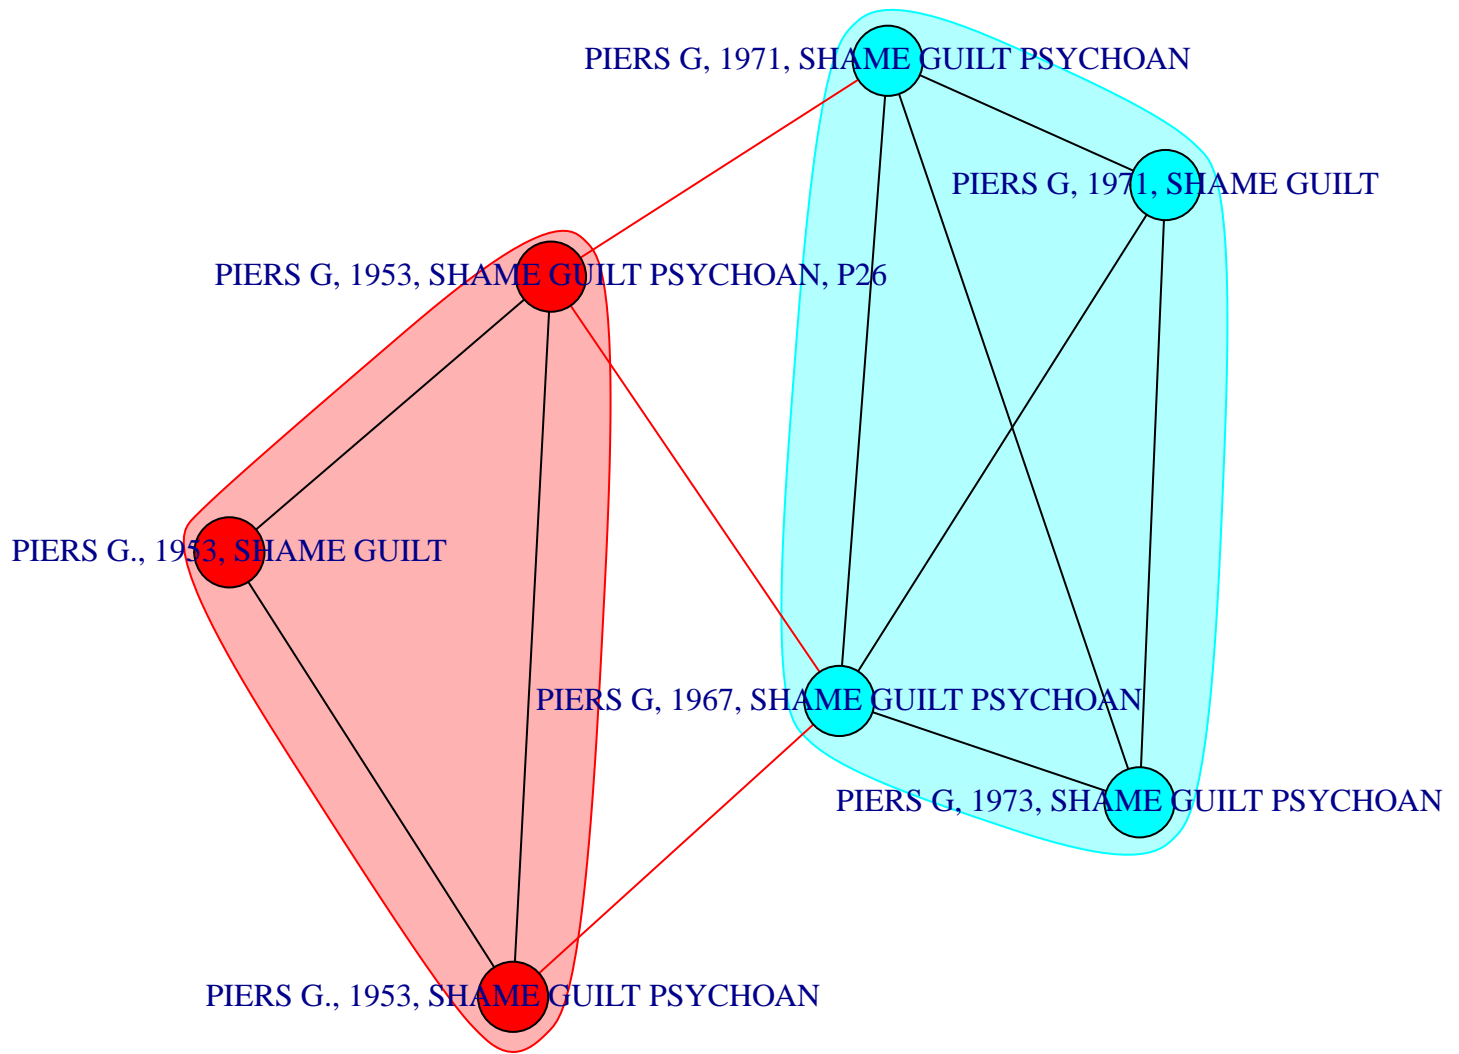 PIERS G, 1971, SHAME GUILT PSYCHOAN
PIERS G, 1971, SHAME GUILT
PIERS G, 1953, SHAME GUILT PSYCHOAN, P26
PIERS G., 1953, SHAME GUILT
PIERS G, 1967, SHAME GUILT PSYCHOAN
PIERS G, 1973, SHAME GUILT PSYCHOAN
PIERS G., 1953, SHAME GUILT PSYCHOAN